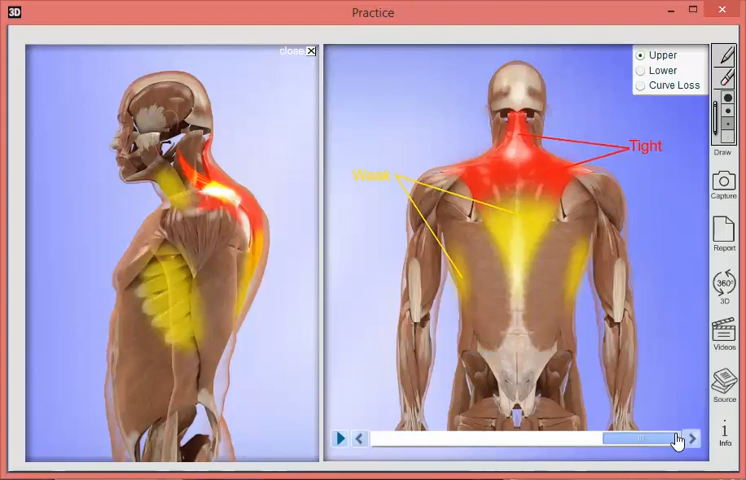 3D
Practice
close
Upper
Lower
Curve Loss
Tight
Weak
Draw
Capture
Report
360°
3D
Videos
Source
i
Info